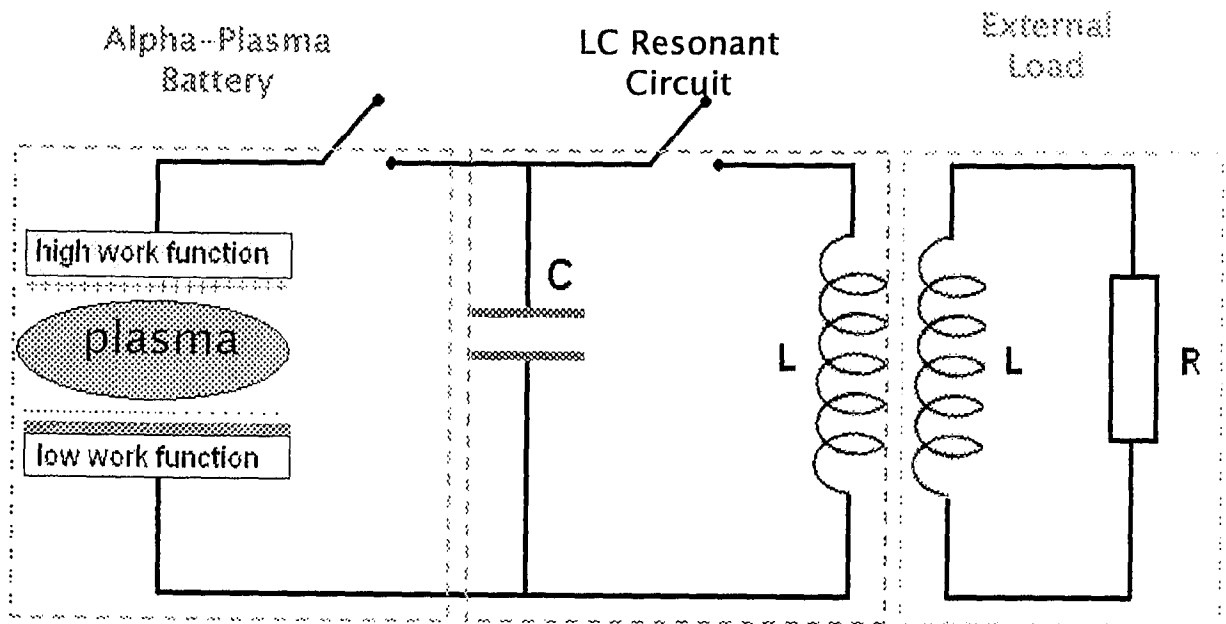 Alpha-Plasma
Battery
LC Resonant
Circuit
External
Load
high work function
plasma
low work function
C
L
L
R